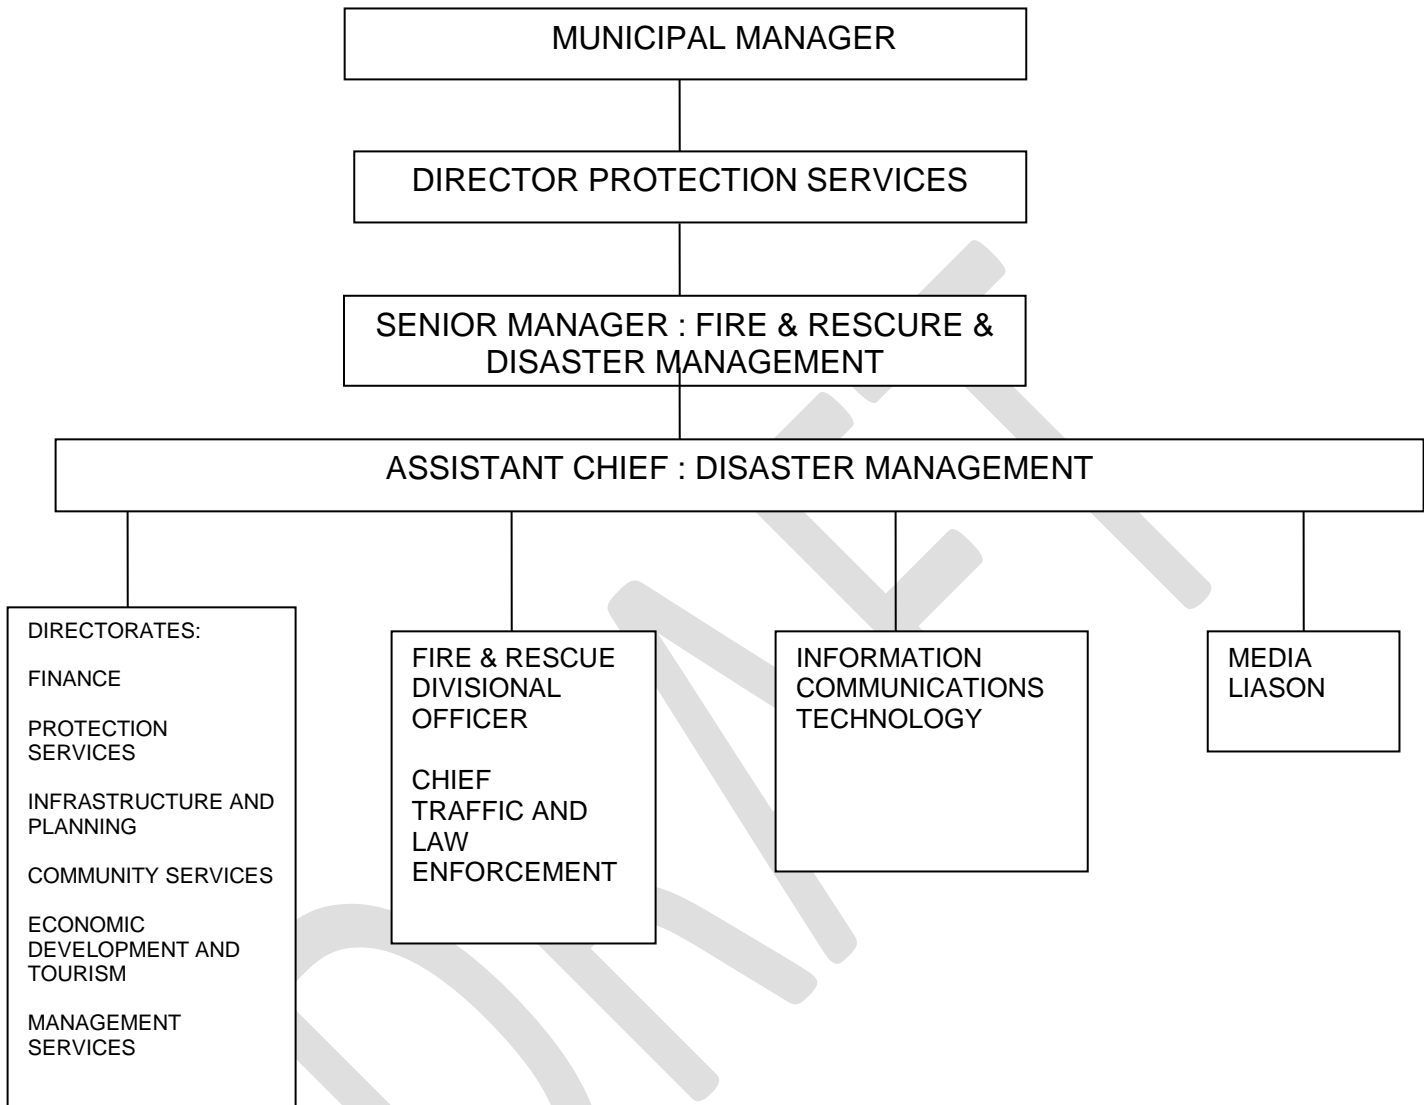 MUNICIPAL MANAGER
DIRECTOR PROTECTION SERVICES
SENIOR MANAGER : FIRE & RESCURE &
DISASTER MANAGEMENT
ASSISTANT CHIEF : DISASTER MANAGEMENT
DIRECTORATES:
FINANCE
PROTECTION
SERVICES
INFRASTRUCTURE AND
PLANNING
COMMUNITY SERVICES
ECONOMIC
DEVELOPMENT AND
TOURISM
MANAGEMENT
SERVICES
FIRE & RESCUE
DIVISIONAL
OFFICER
CHIEF
TRAFFIC AND
LAW
ENFORCEMENT
INFORMATION
COMMUNICATIONS
TECHNOLOGY
MEDIA
LIASON
DRAFT